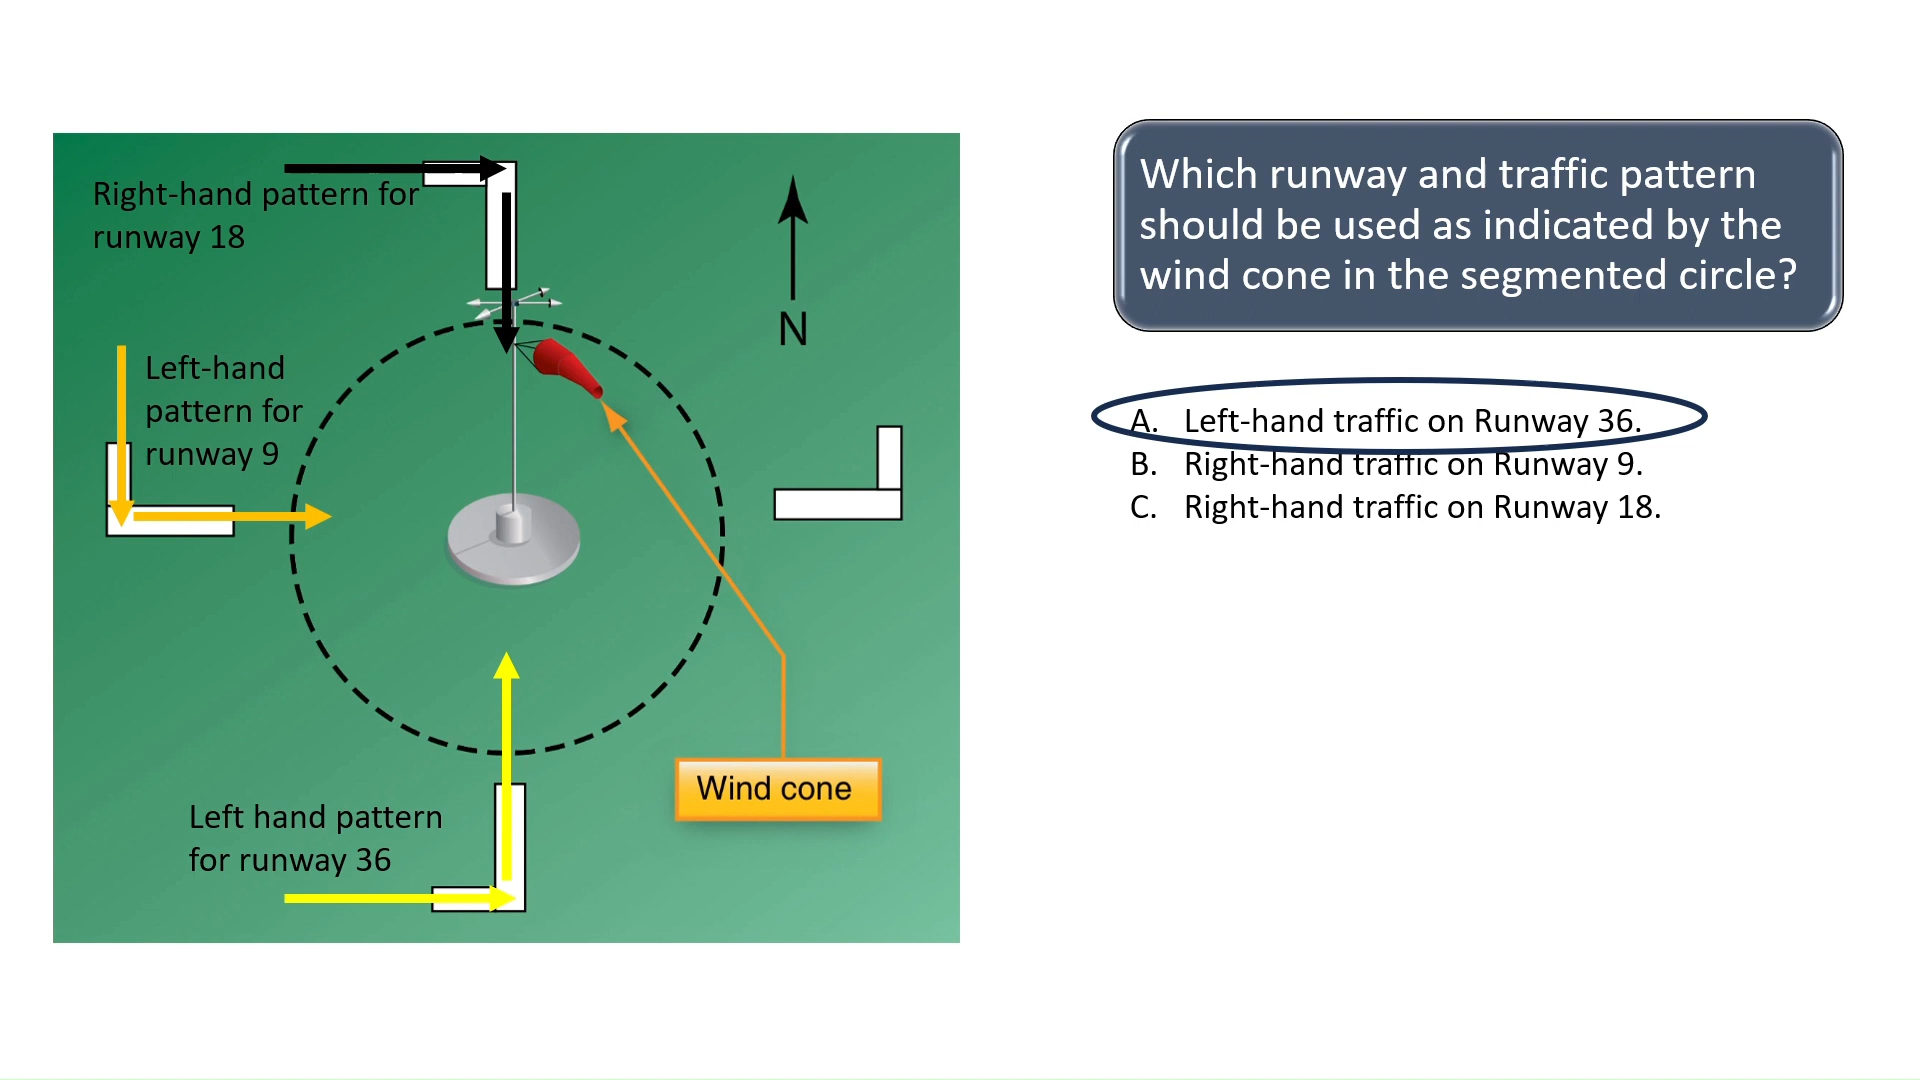 Right-hand pattern for
runway 18
Left-hand
pattern for
runway 9
N
Wind cone
Left hand pattern
for runway 36
Which runway and traffic pattern
should be used as indicated by the
wind cone in the segmented circle?
A. Left-hand traffic on Runway 36.
B. Right-hand traffic on Runway 9.
C. Right-hand traffic on Runway 18.